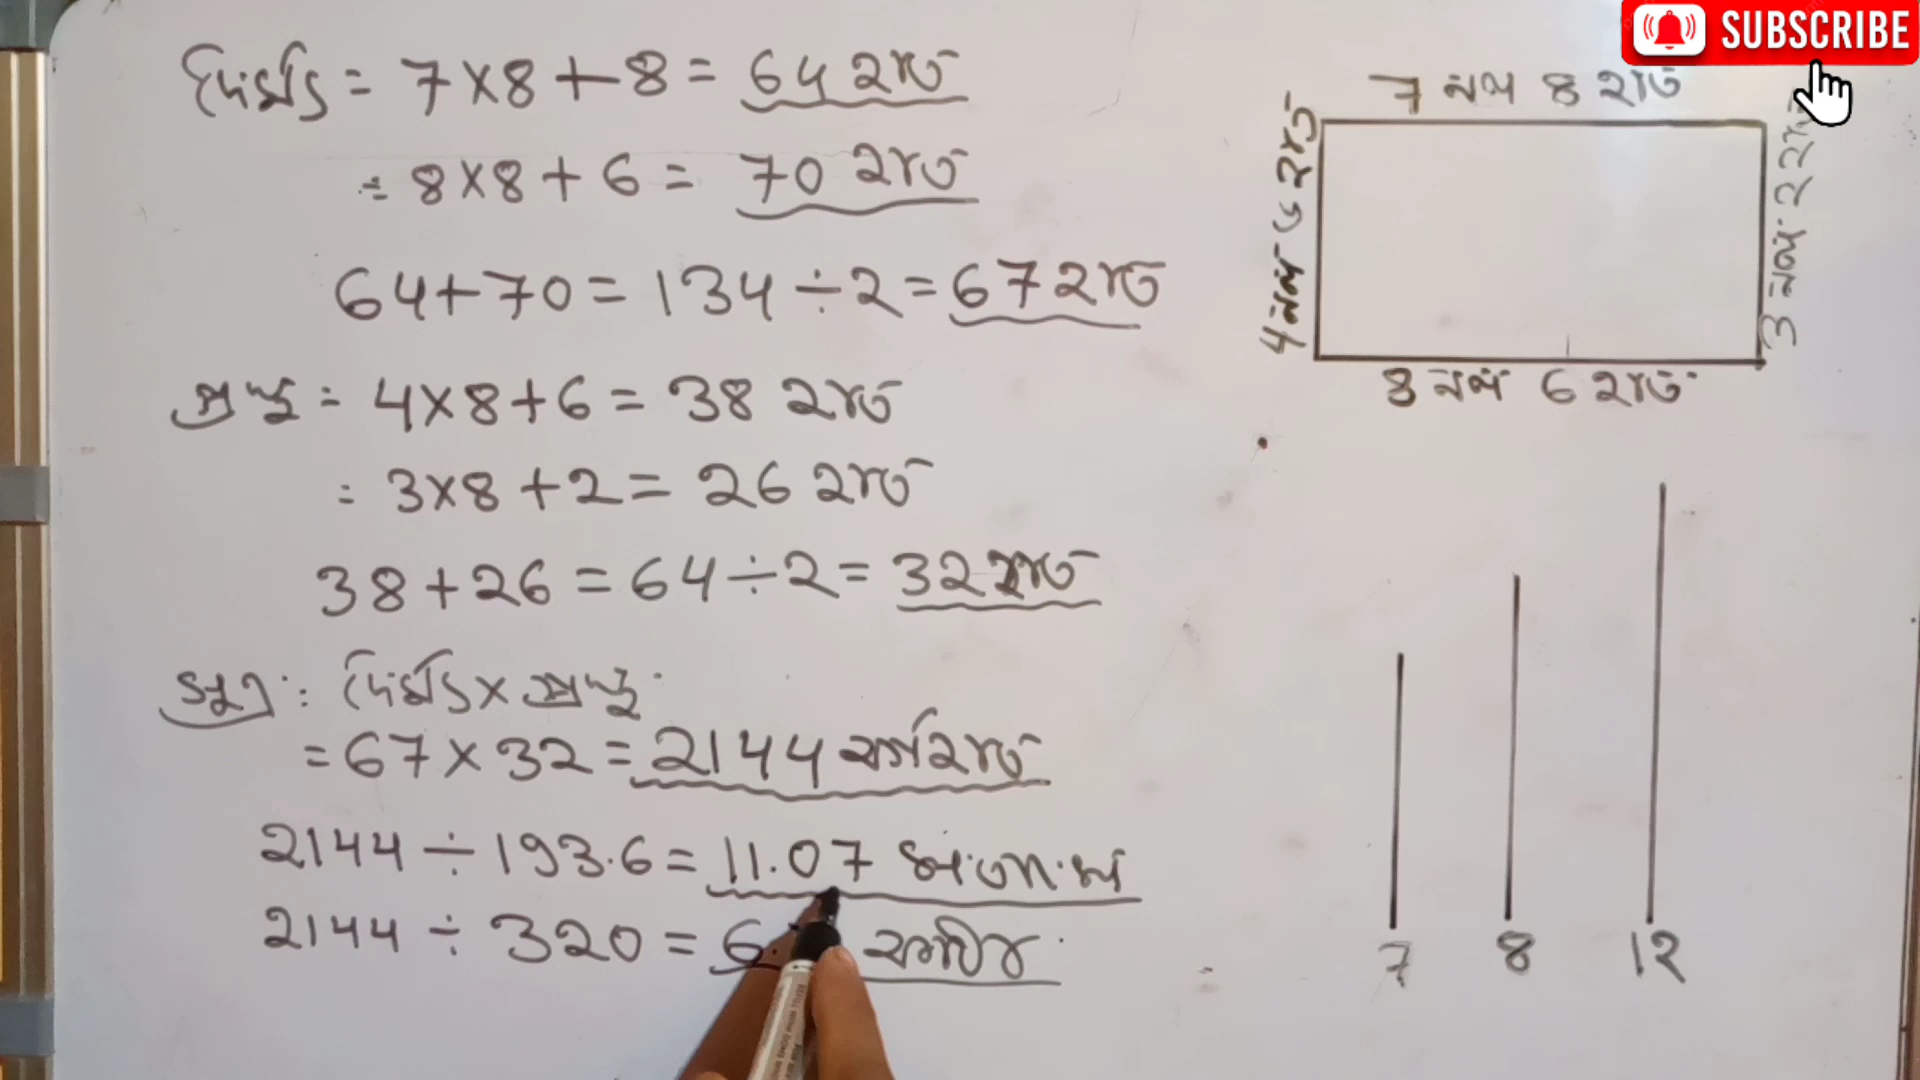 SUBSCRIBE
দৈর্ঘ্য = 7×8+8 = 64 হাত
= 8×8+6 = 70 হাত
64+70 = 134 ÷2 = 67 হাত
প্রস্থ = 4×8+6 = 38 হাত
= 3×8+2 = 26 হাত
38+26 = 64÷2 = 32 হাত
সূত্র: দৈর্ঘ্য × প্রস্থ
= 67×32 = 2144 বর্গহাত
2144 ÷ 193.6 = 11.07
2144 ÷ 320 = 6.
7 নল 8 হাত
4 নল 6 হাত
3 নল 2 হাত
8 নল 6 হাত
7
8
12